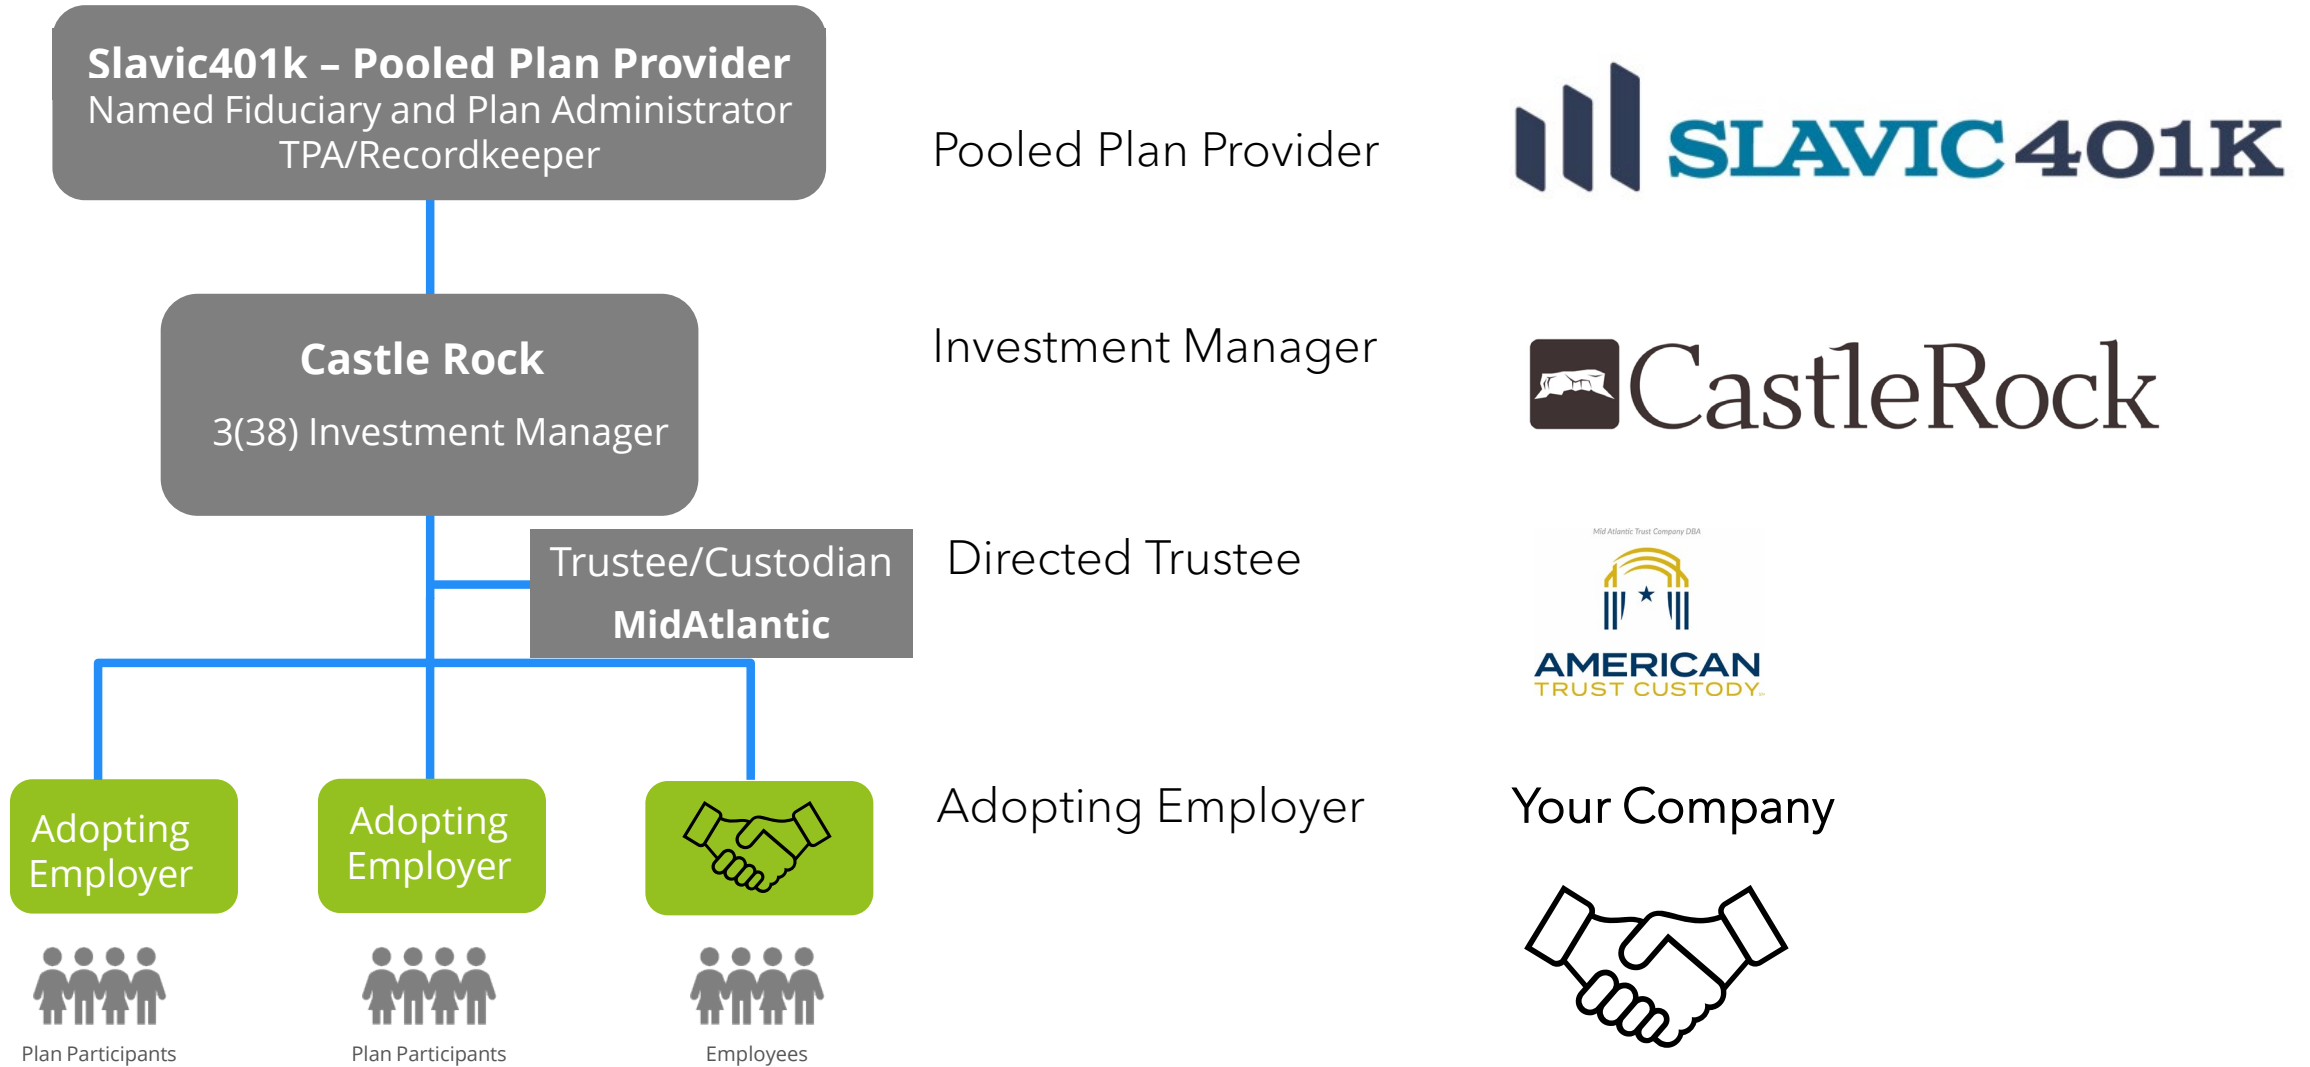 Slavic401k – Pooled Plan Provider
Named Fiduciary and Plan Administrator
TPA/Recordkeeper
Pooled Plan Provider
SLAVIC401K
Castle Rock
3(38) Investment Manager
Investment Manager
CastleRock
Trustee/Custodian
MidAtlantic
Directed Trustee
Mid Atlantic Trust Company DBA
AMERICAN
TRUST CUSTODY
Adopting
Employer
Adopting
Employer
Adopting Employer
Your Company
Plan Participants
Plan Participants
Employees